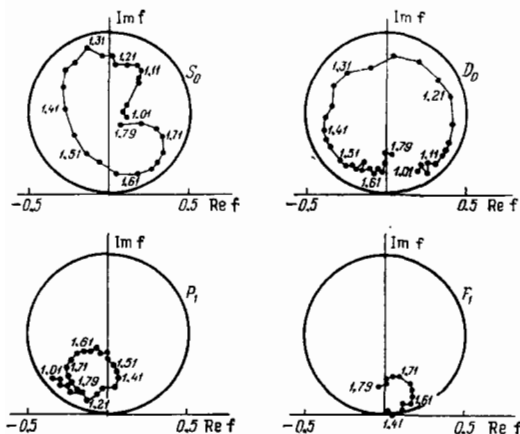 Im f
S₀
1,31
1,21
1,11
1,41
1,01
1,79
1,71
1,51
1,61
-0.5
0.5 Re f
Im f
D₀
1,31
1,21
1,41
1,51
1,79
1,11
1,61
1,01
-0.5
0.5 Re f
Im f
P₁
1,61
1,51
1,01
1,71
1,41
1,79
1,21
-0.5
0.5 Re f
Im f
F₁
1,71
1,79
1,61
1,41
-0.5
0.5 Re f